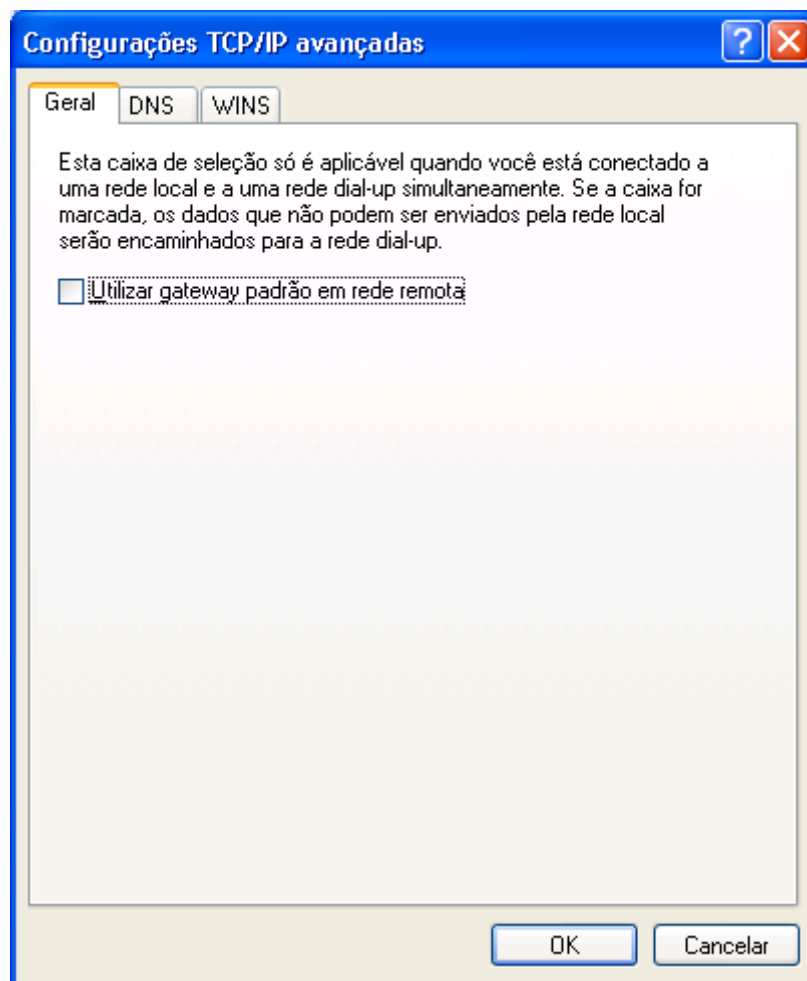 Configurações TCP/IP avançadas
Geral DNS WINS
Esta caixa de seleção só é aplicável quando você está conectado a
uma rede local e a uma rede dial-up simultaneamente. Se a caixa for
marcada, os dados que não podem ser enviados pela rede local
serão encaminhados para a rede dial-up.
Utilizar gateway padrão em rede remota
OK Cancelar